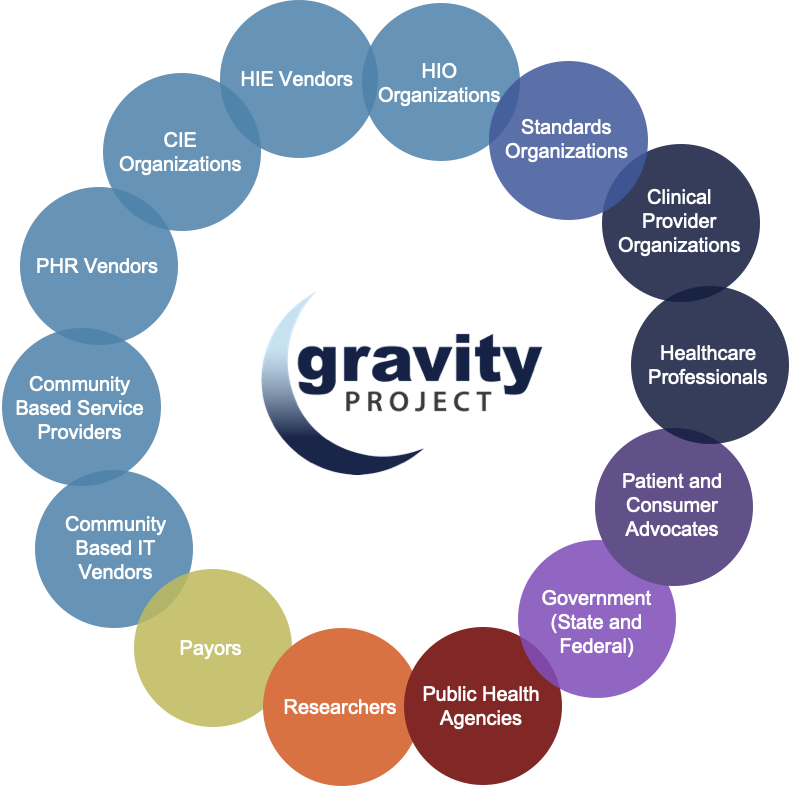 HIE Vendors
HIO
Organizations
Standards
Organizations
Clinical
Provider
Organizations
Healthcare
Professionals
Patient and
Consumer
Advocates
Government
(State and
Federal)
Public Health
Agencies
Researchers
Payors
Community
Based IT
Vendors
Community
Based Service
Providers
PHR Vendors
CIE
Organizations
gravity
PROJECT